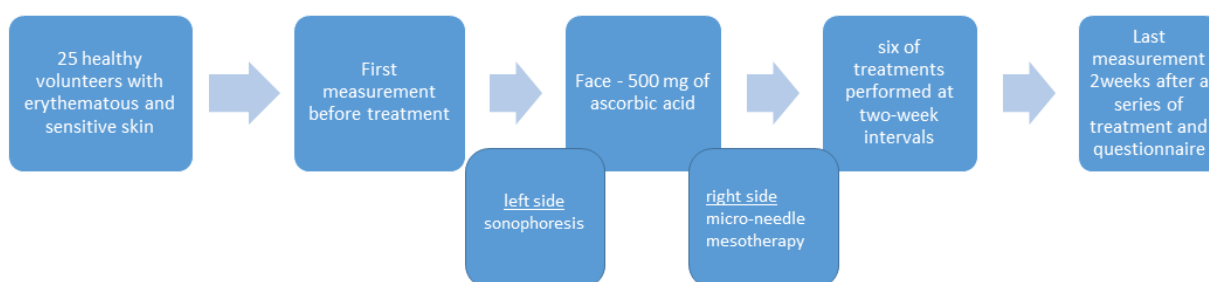 25 healthy
volunteers with
erythematous and
sensitive skin
First
measurement
before treatment
Face - 500 mg of
ascorbic acid
left side
sonophoresis
right side
micro-needle
mesotherapy
six of
treatments
performed at
two-week
intervals
Last
measurement
2weeks after a
series of
treatment and
questionnaire